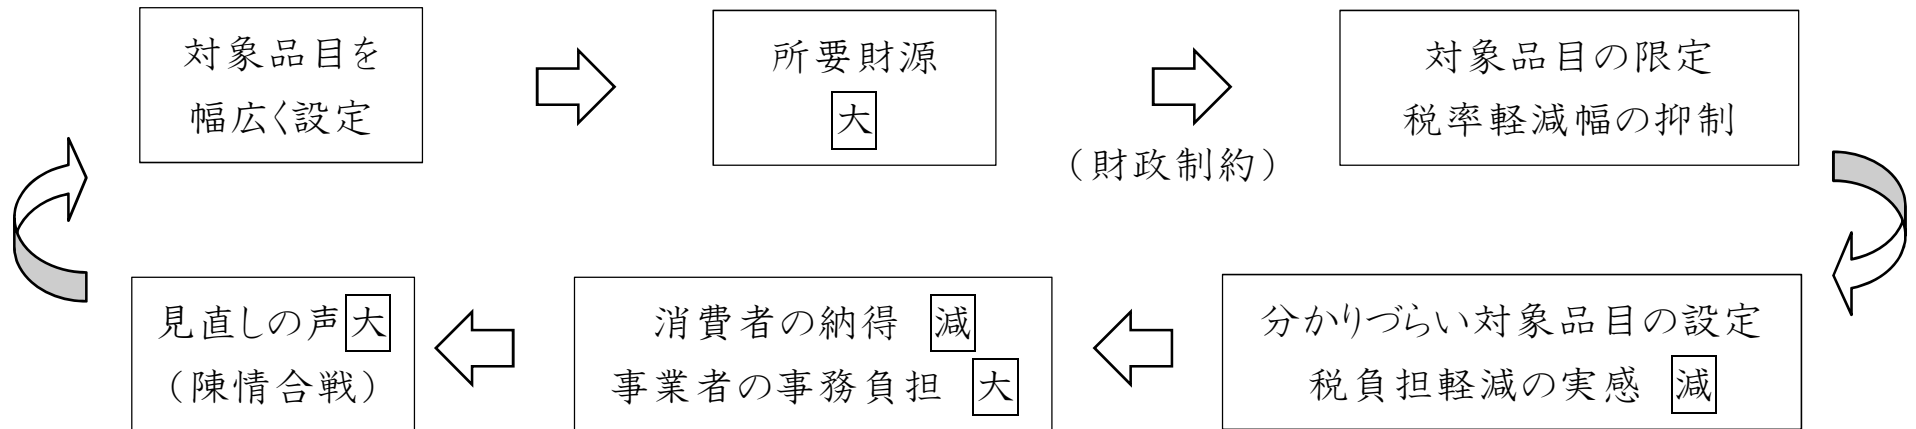 対象品目を
幅広く設定
所要財源
大
（財政制約）
対象品目の限定
税率軽減幅の抑制
分かりづらい対象品目の設定
税負担軽減の実感 減
消費者の納得 減
事業者の事務負担 大
見直しの声大
（陳情合戦）